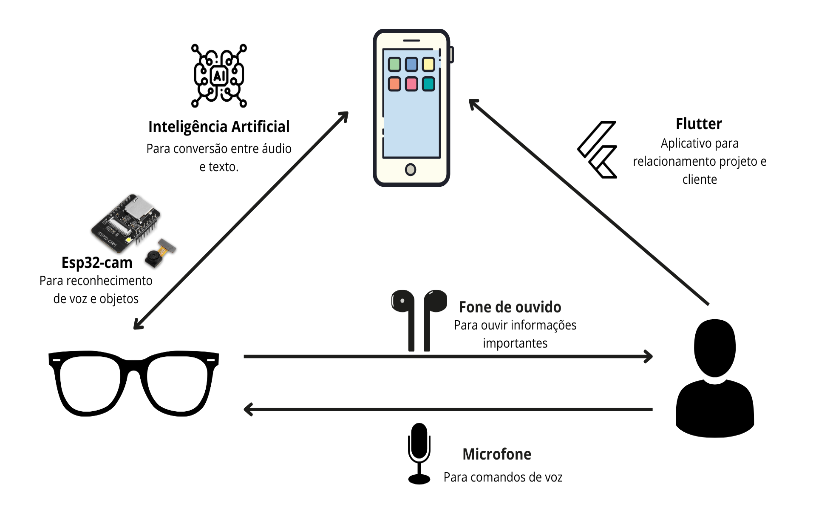 AI
Inteligência Artificial
Para conversão entre áudio
e texto.
Flutter
Aplicativo para
relacionamento projeto e
cliente
Esp32-cam
Para reconhecimento
de voz e objetos
Fone de ouvido
Para ouvir informações
importantes
Microfone
Para comandos de voz